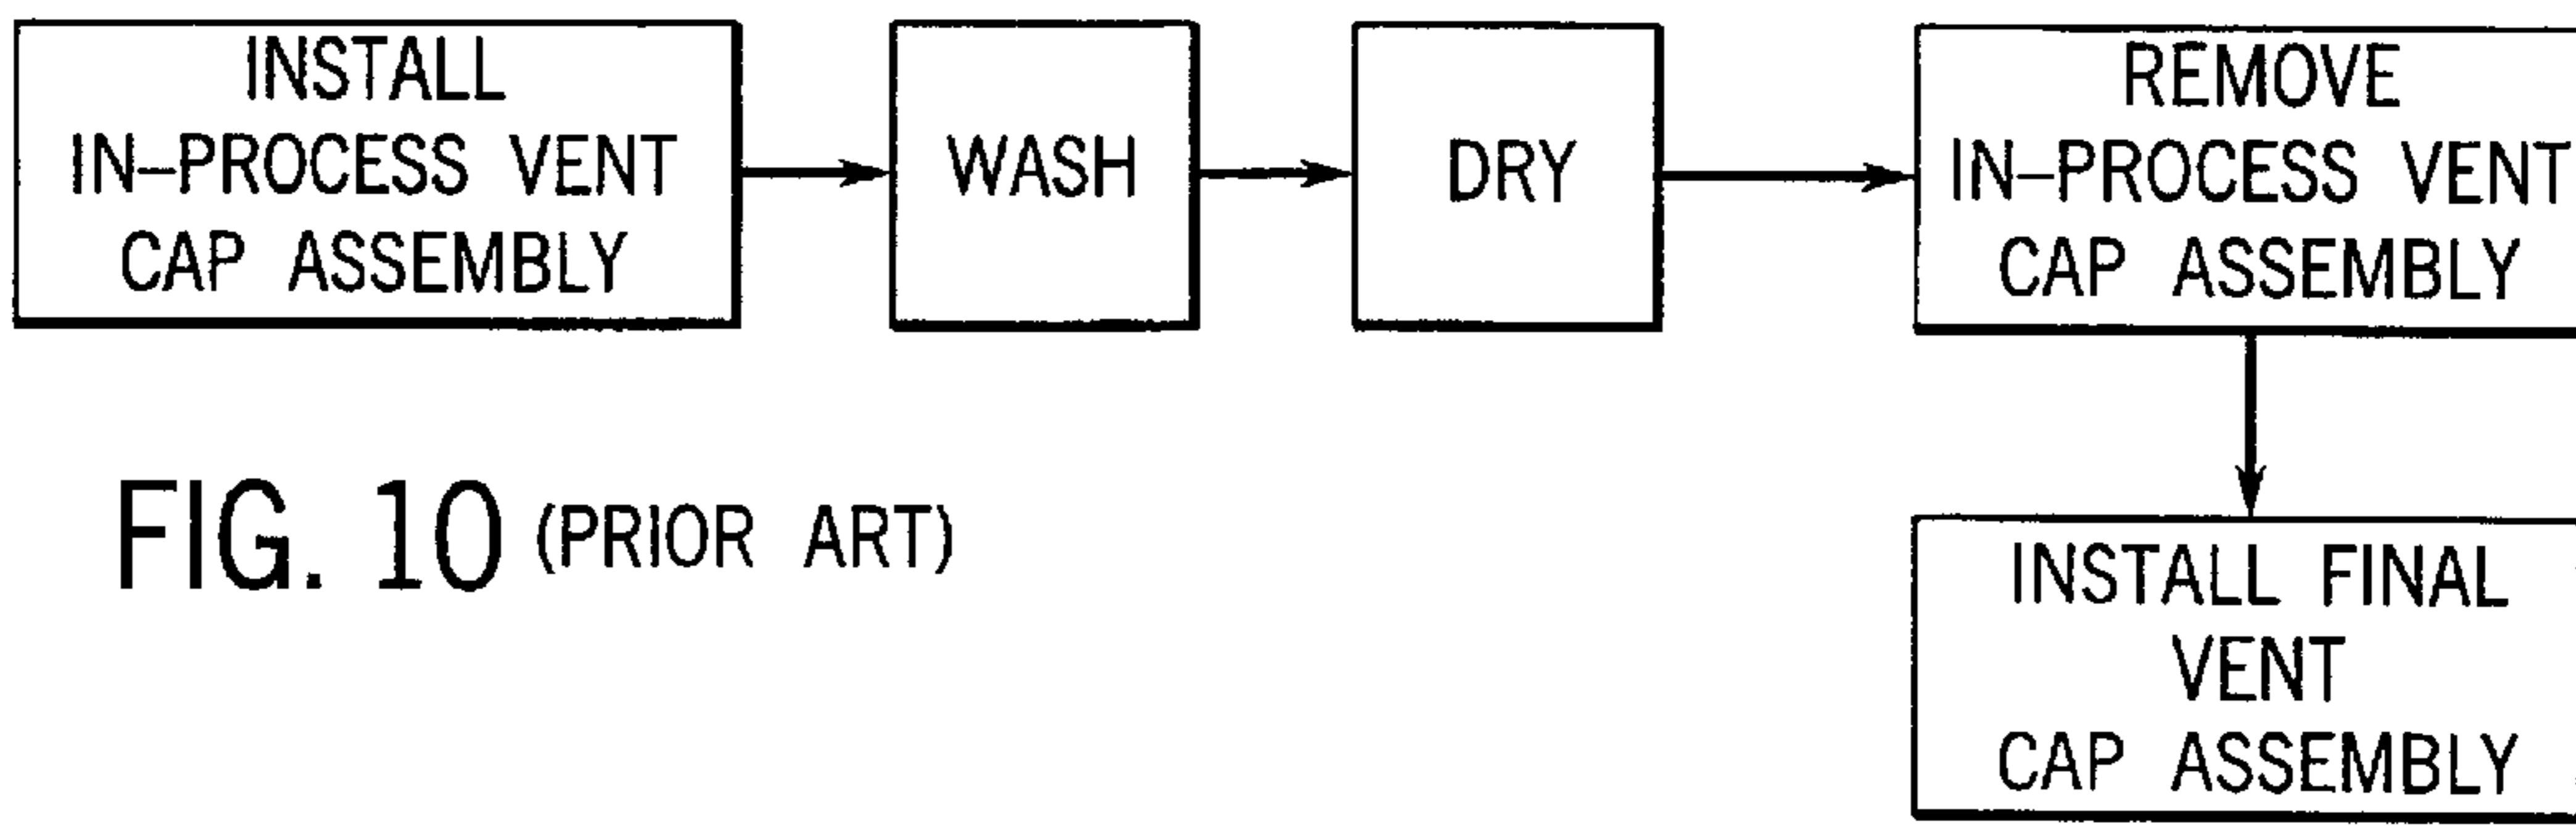 INSTALL
IN-PROCESS VENT
CAP ASSEMBLY
WASH
DRY
REMOVE
IN-PROCESS VENT
CAP ASSEMBLY
INSTALL FINAL
VENT
CAP ASSEMBLY
FIG. 10 (PRIOR ART)